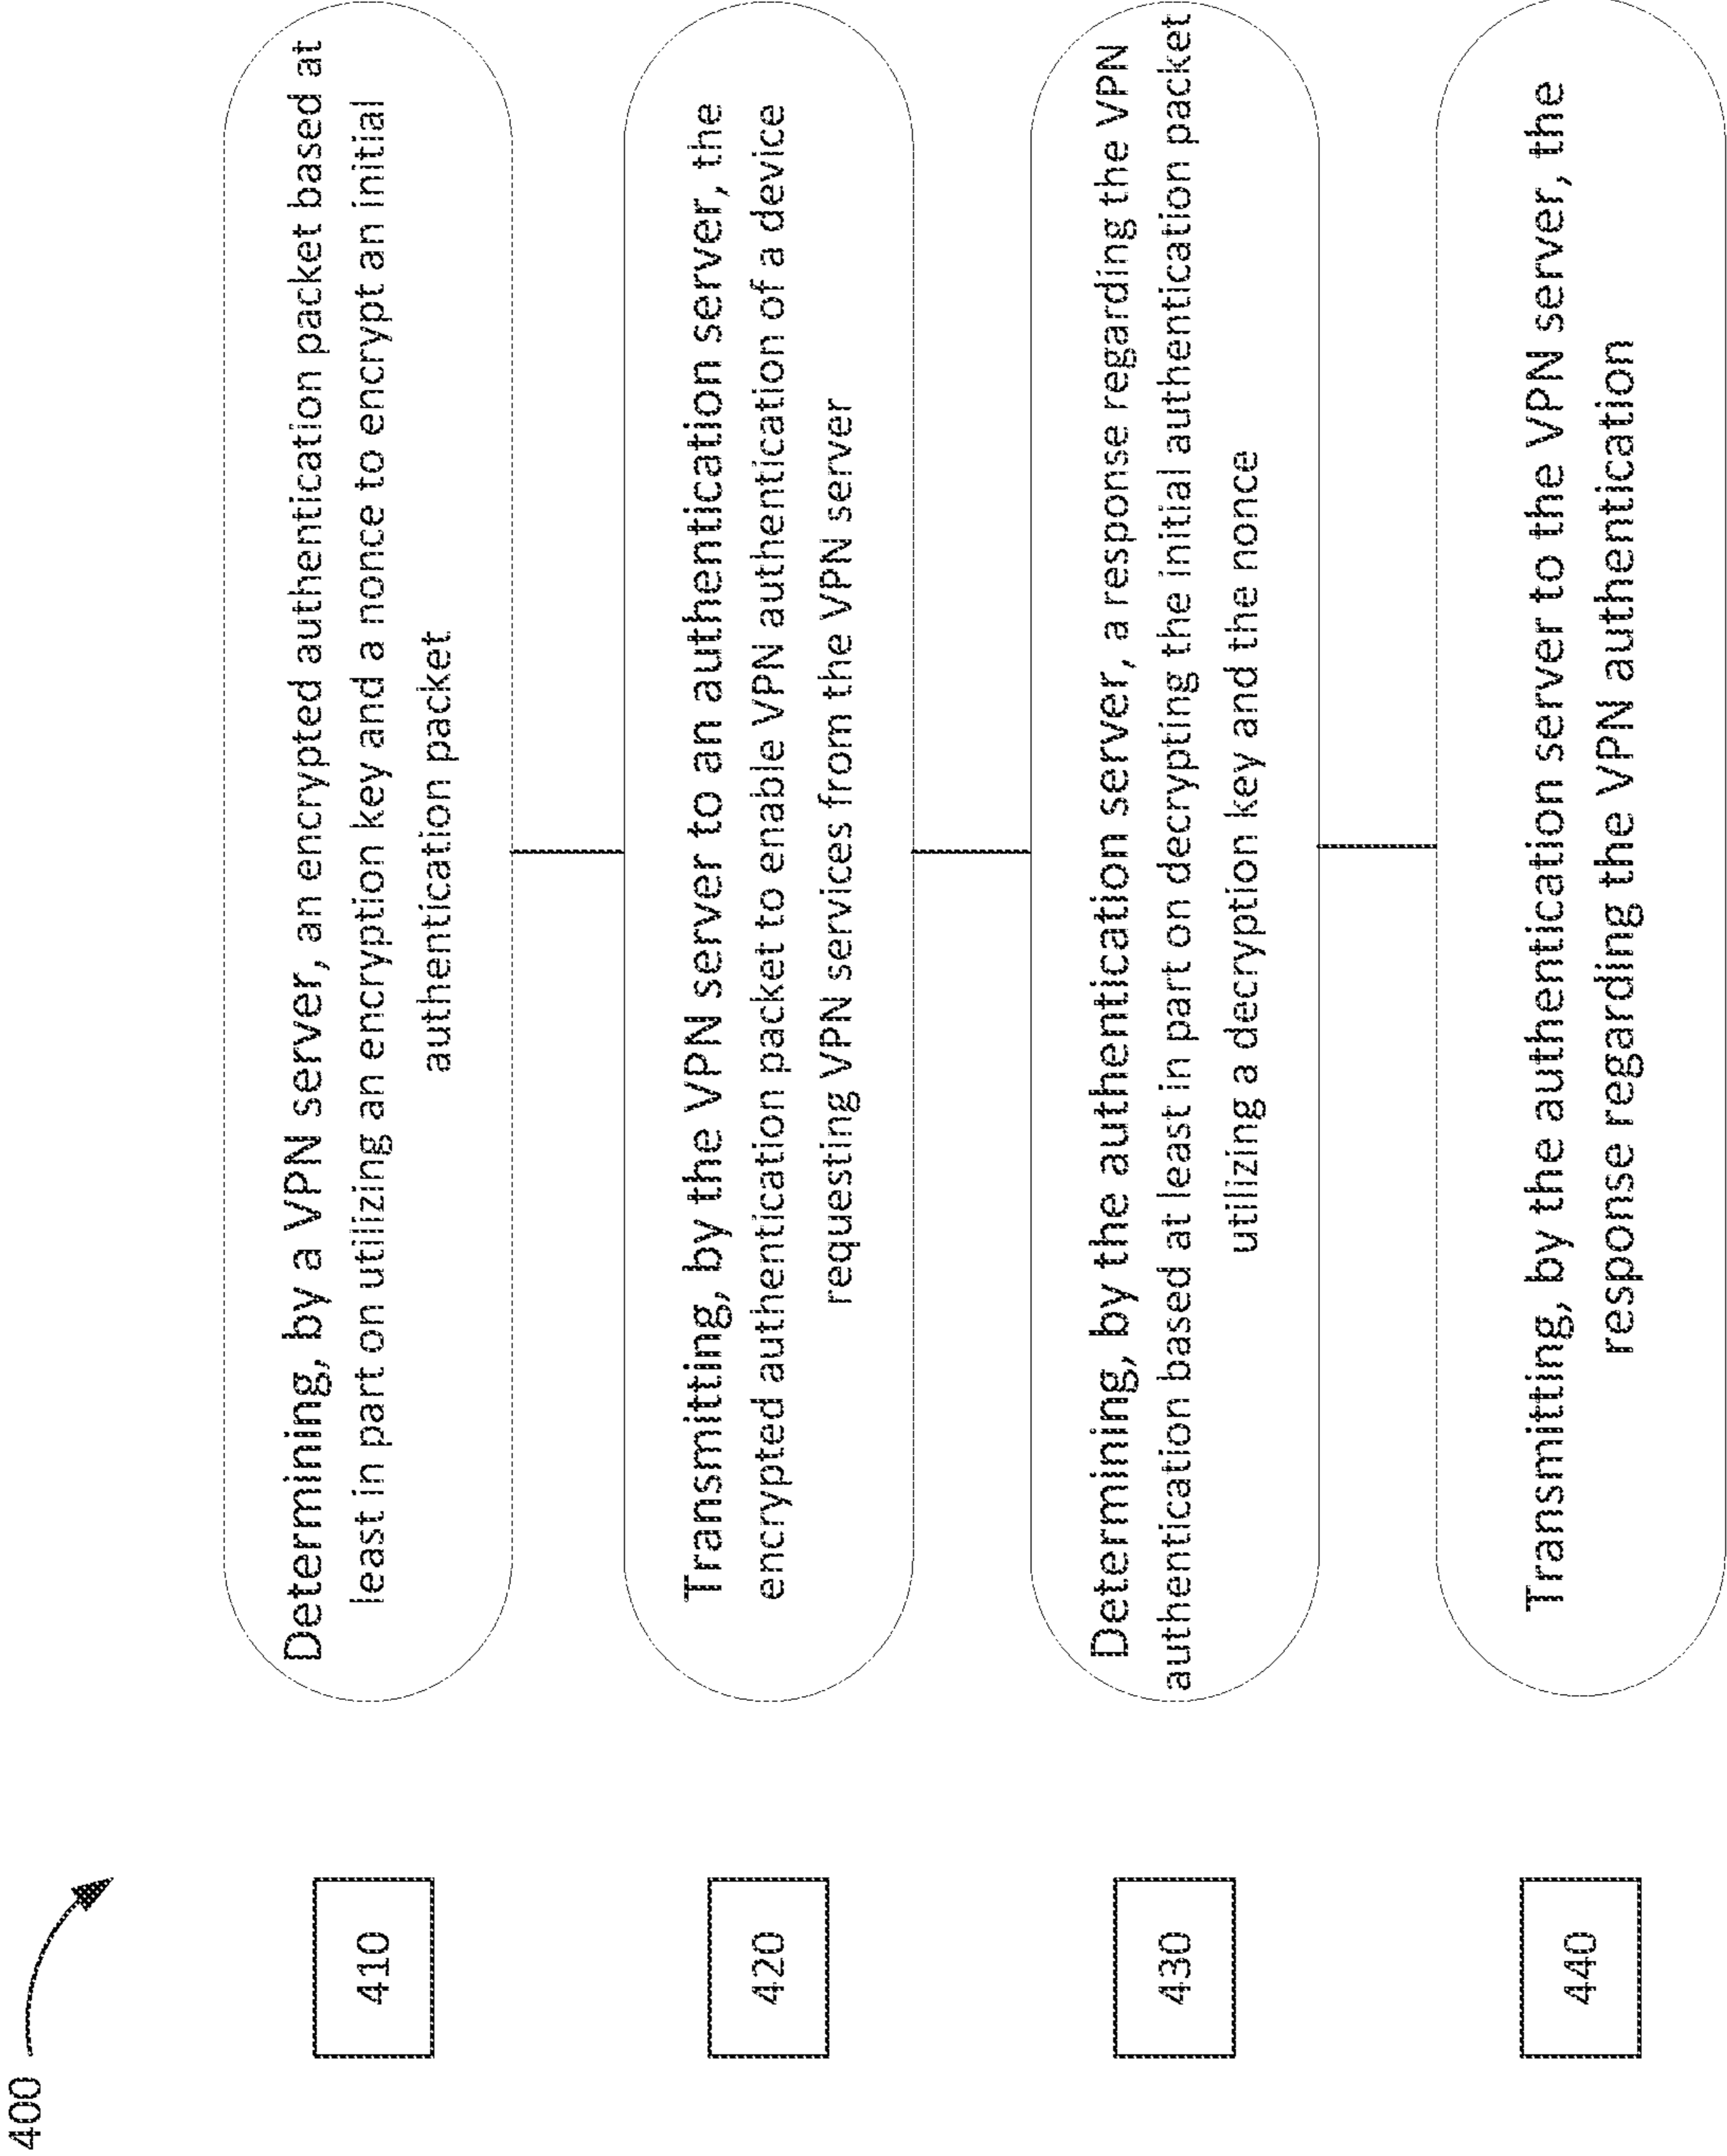 400
410
Determining, by a VPN server, an encrypted authentication packet based at
least in part on utilizing an encryption key and a nonce to encrypt an initial
authentication packet
420
Transmitting, by the VPN server to an authentication server, the
encrypted authentication packet to enable VPN authentication of a device
requesting VPN services from the VPN server
430
Determining, by the authentication server, a response regarding the VPN
authentication based at least in part on decrypting the initial authentication packet
utilizing a decryption key and the nonce
440
Transmitting, by the authentication server to the VPN server, the
response regarding the VPN authentication